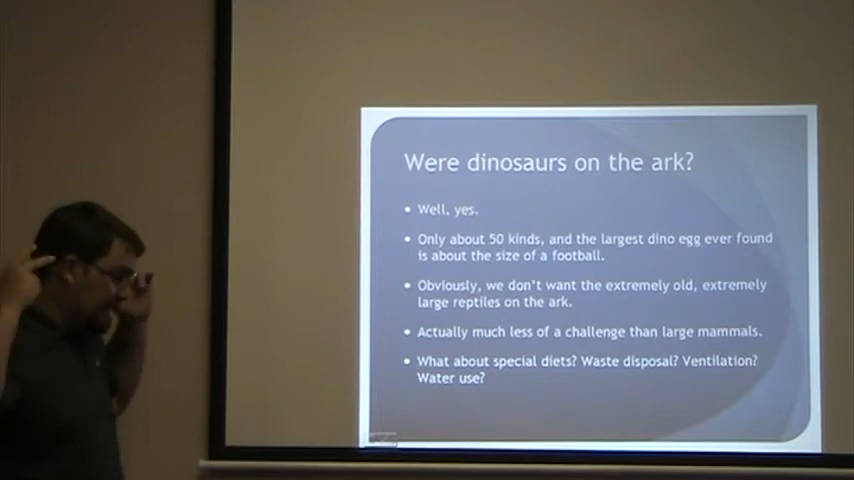 Were dinosaurs on the ark?
• Well, yes.
• Only about 50 kinds, and the largest dino egg ever found
is about the size of a football.
• Obviously, we don't want the extremely old, extremely
large reptiles on the ark.
• Actually much less of a challenge than large mammals.
• What about special diets? Waste disposal? Ventilation?
Water use?